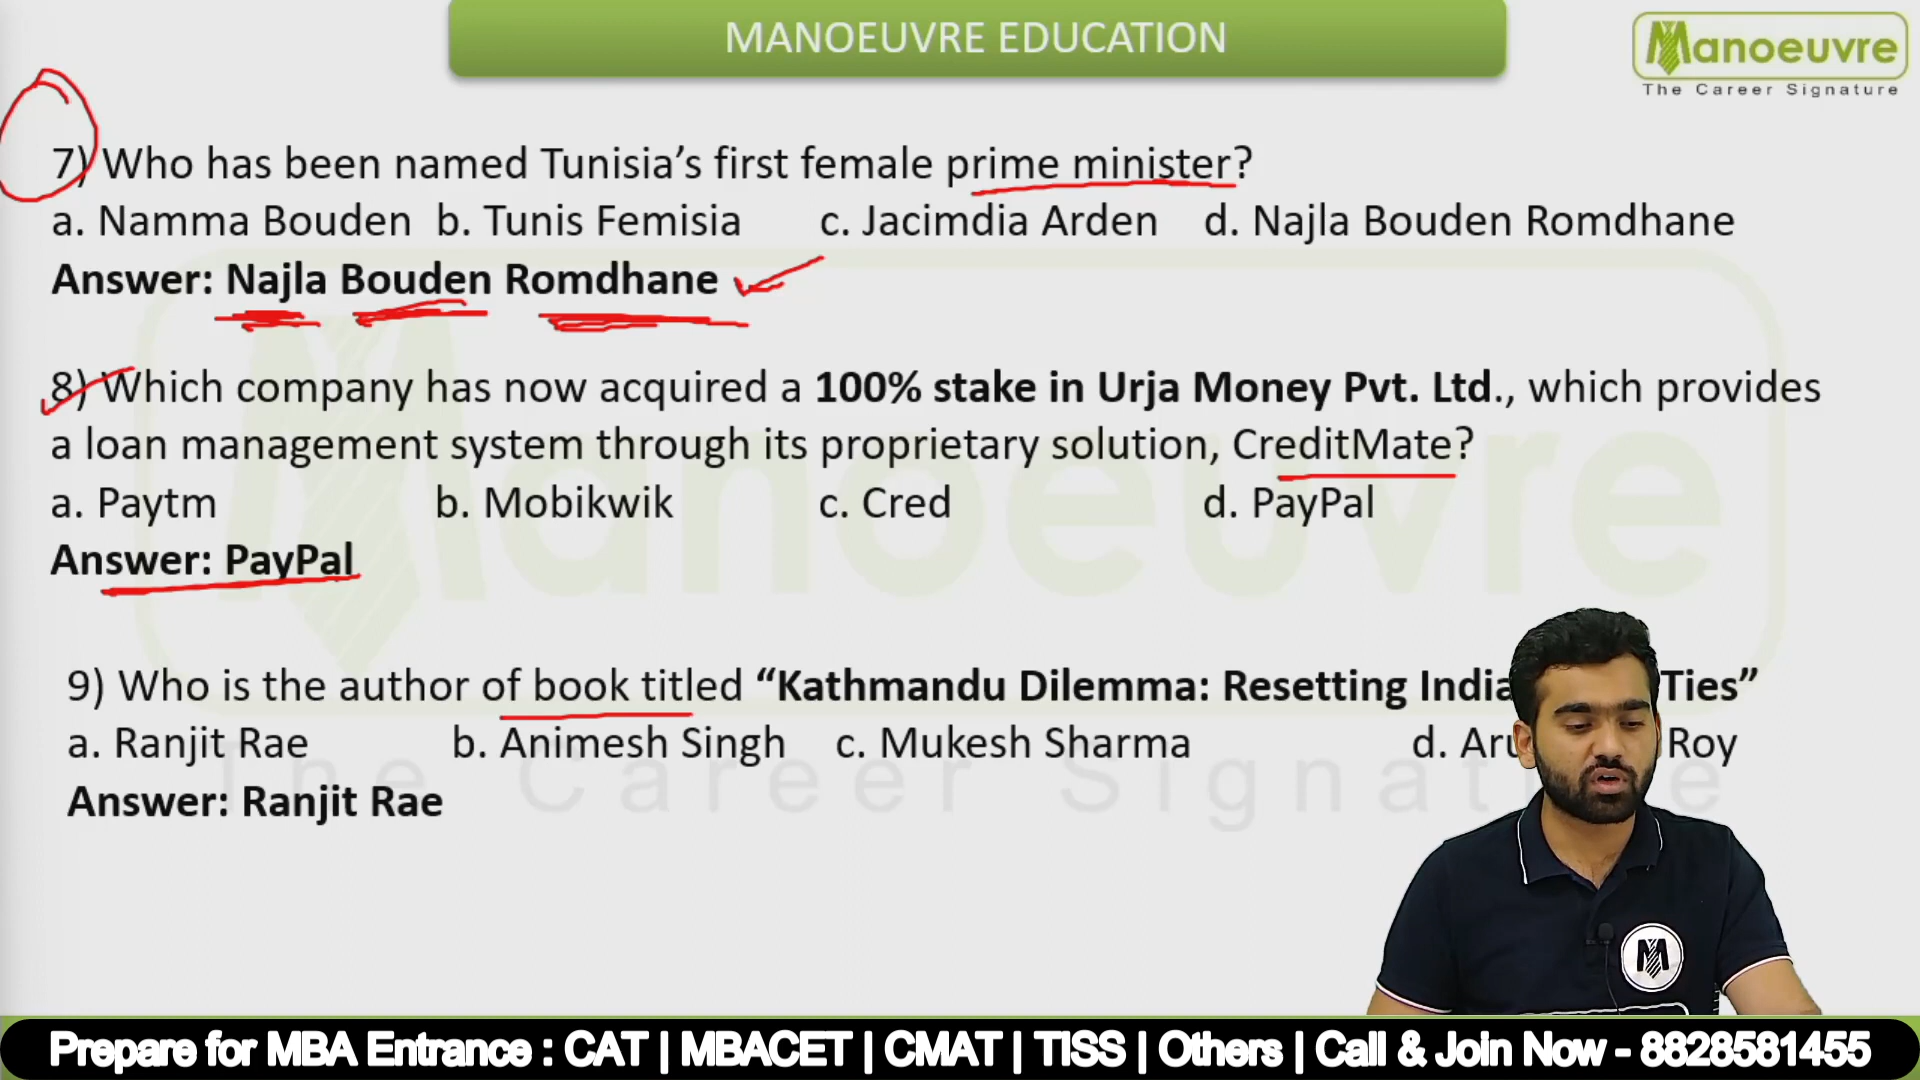 MANOEUVRE EDUCATION
Manoeuvre
The Career Signature
7) Who has been named Tunisia’s first female prime minister?
a. Namma Bouden b. Tunis Femisia c. Jacimdia Arden d. Najla Bouden Romdhane
Answer: Najla Bouden Romdhane
8) Which company has now acquired a 100% stake in Urja Money Pvt. Ltd., which provides
a loan management system through its proprietary solution, CreditMate?
a. Paytm b. Mobikwik c. Cred d. PayPal
Answer: PayPal
9) Who is the author of book titled “Kathmandu Dilemma: Resetting India Ties”
a. Ranjit Rae b. Animesh Singh c. Mukesh Sharma d. Roy
Answer: Ranjit Rae
Manoeuvre
The Career Signature
M
Prepare for MBA Entrance : CAT | MBACET | CMAT | TISS | Others | Call & Join Now - 8828581455